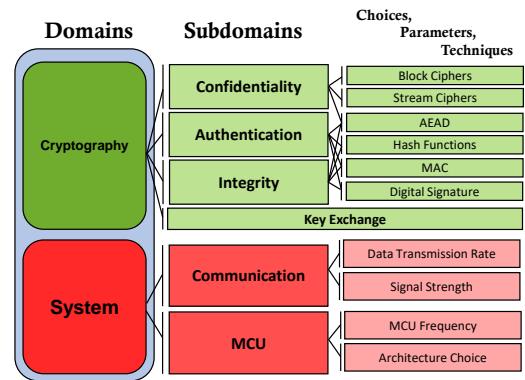 Domains
Subdomains
Choices,
Parameters,
Techniques
Cryptography
Confidentiality
Authentication
Integrity
Key Exchange
Block Ciphers
Stream Ciphers
AEAD
Hash Functions
MAC
Digital Signature
System
Communication
MCU
Data Transmission Rate
Signal Strength
MCU Frequency
Architecture Choice